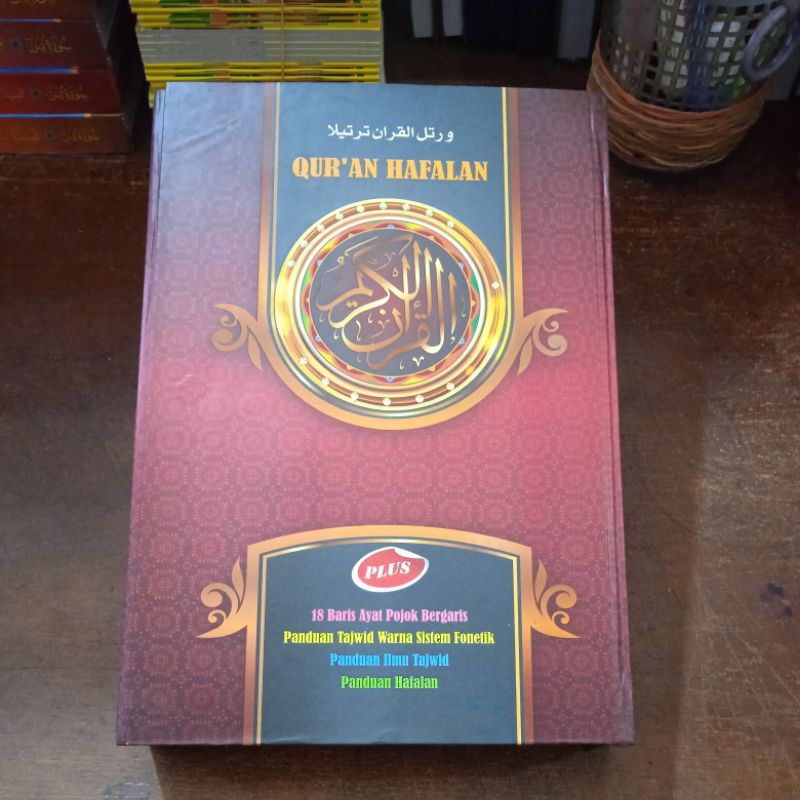 ورتل القران ترتيلا
QUR'AN HAFALAN
القرآن الكريم
PLUS
18 Baris Ayat Pojok Bergaris
Panduan Tajwid Warna Sistem Fonetik
Panduan Ilmu Tajwid
Panduan Hafalan